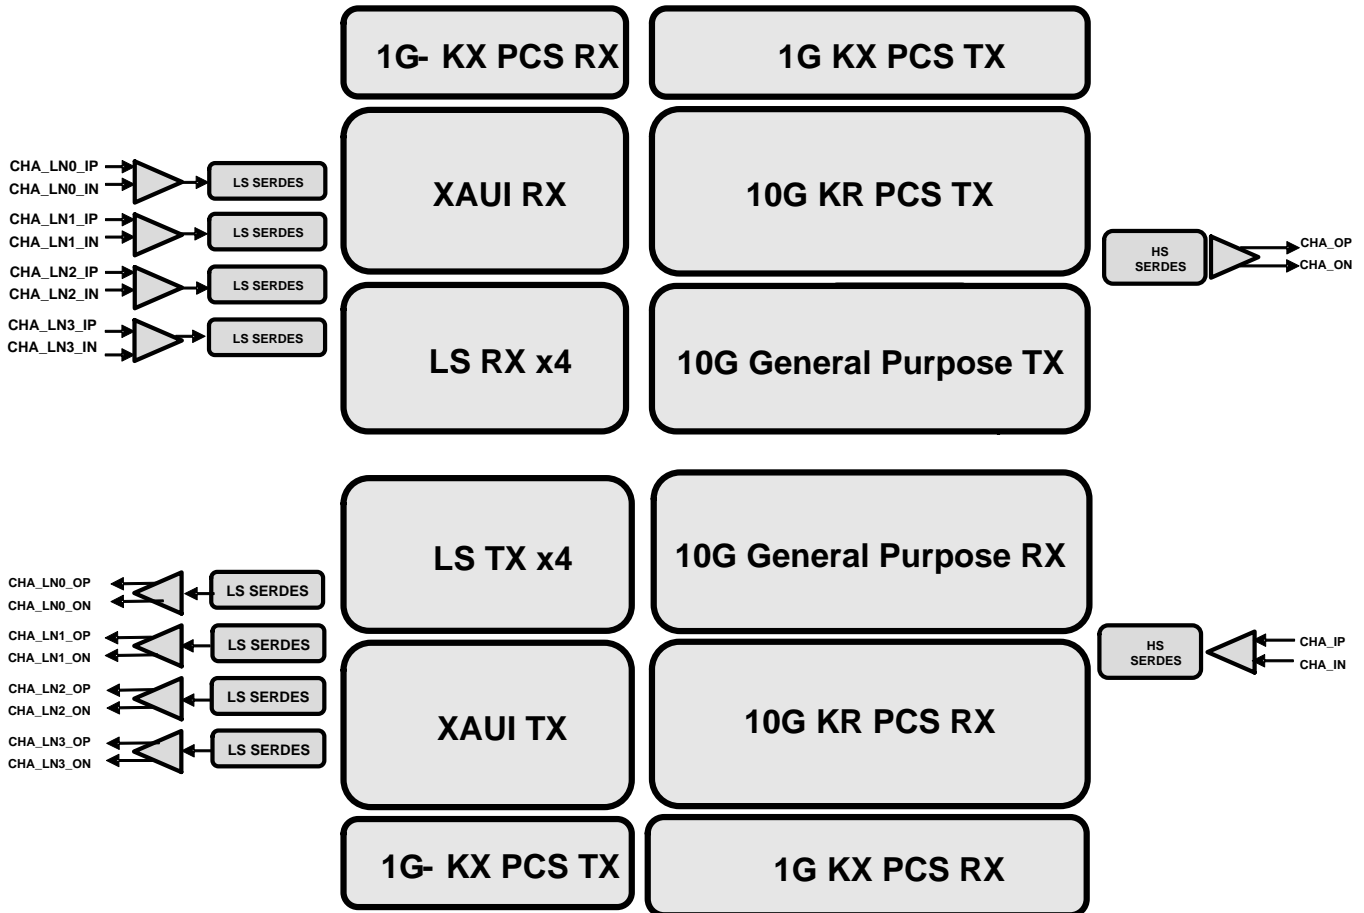 1G- KX PCS RX
1G KX PCS TX
CHA_LN0_IP
CHA_LN0_IN
LS SERDES
CHA_LN1_IP
CHA_LN1_IN
LS SERDES
CHA_LN2_IP
CHA_LN2_IN
LS SERDES
CHA_LN3_IP
CHA_LN3_IN
LS SERDES
XAUI RX
10G KR PCS TX
LS RX x4
10G General Purpose TX
HS
SERDES
CHA_OP
CHA_ON
LS TX x4
10G General Purpose RX
CHA_LN0_OP
CHA_LN0_ON
LS SERDES
CHA_LN1_OP
CHA_LN1_ON
LS SERDES
CHA_LN2_OP
CHA_LN2_ON
LS SERDES
CHA_LN3_OP
CHA_LN3_ON
LS SERDES
XAUI TX
10G KR PCS RX
HS
SERDES
CHA_IP
CHA_IN
1G- KX PCS TX
1G KX PCS RX